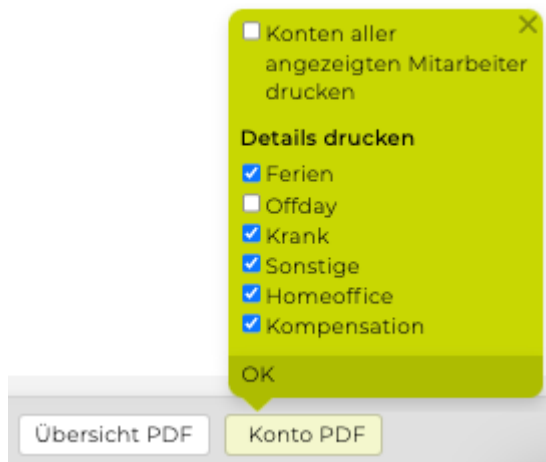 Konten aller
angezeigten Mitarbeiter
drucken
Details drucken
Ferien
Offday
Krank
Sonstige
Homeoffice
Kompensation
OK
Übersicht PDF
Konto PDF